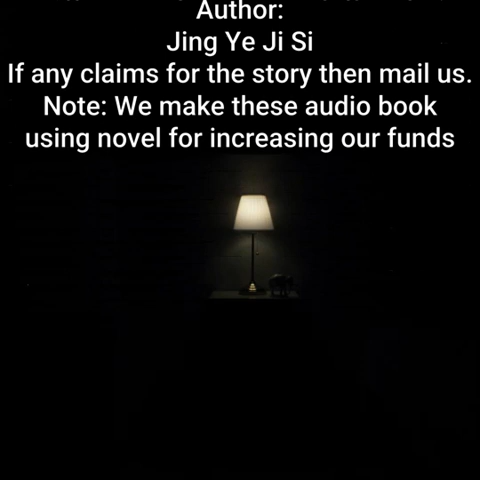 Author:
Jing Ye Ji Si
If any claims for the story then mail us.
Note: We make these audio book
using novel for increasing our funds